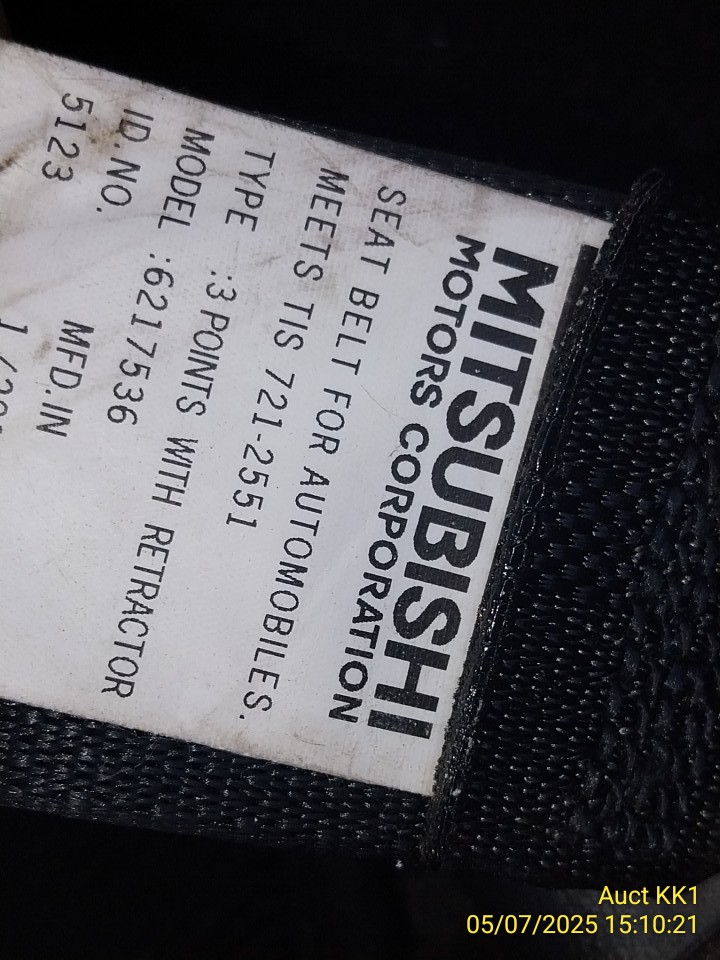 MITSUBISHI
MOTORS CORPORATION
SEAT BELT FOR AUTOMOBILES.
MEETS TIS 721-2551
TYPE :3 POINTS WITH RETRACTOR
MODEL :6217536
ID.NO. MFD.IN
5123
Auct KK1
05/07/2025 15:10:21